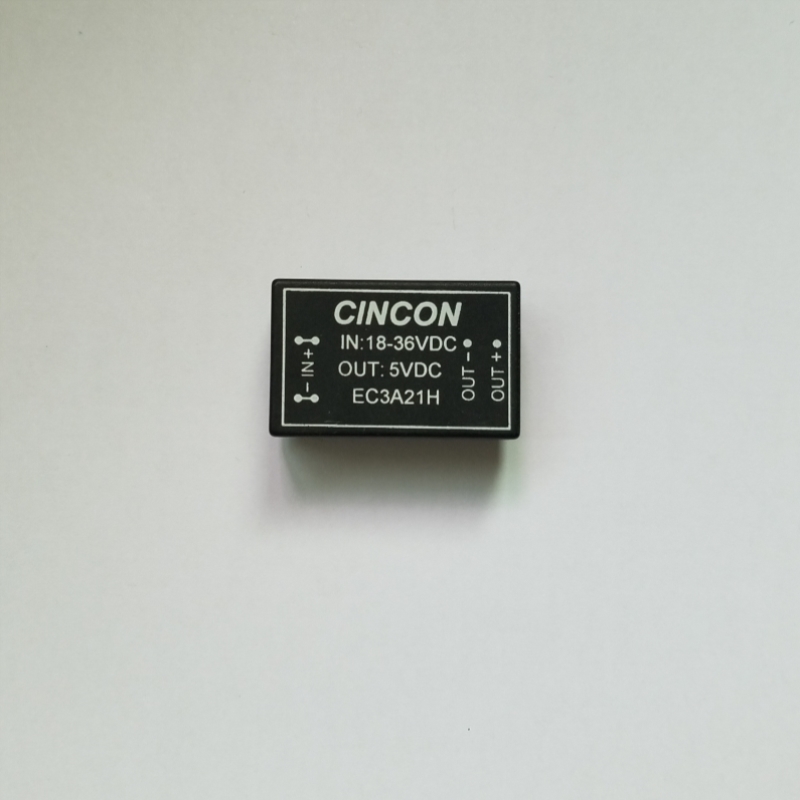 CINCON
IN:18-36VDC
OUT: 5VDC
EC3A21H
- IN +
OUT -
OUT +